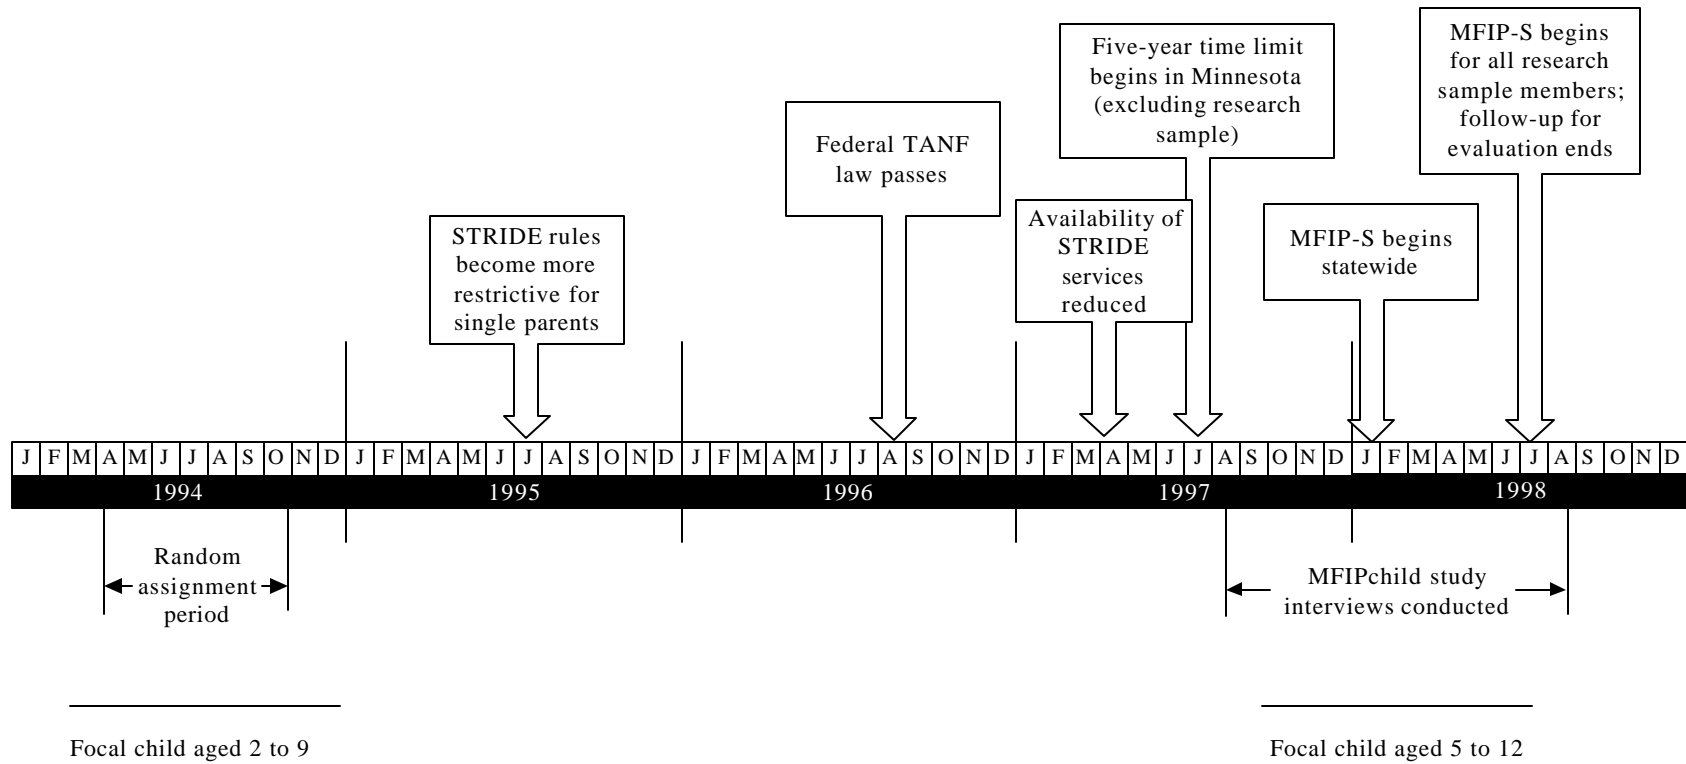 MFIP-S begins
for all research
sample members;
follow-up for
evaluation ends
Five-year time limit
begins in Minnesota
(excluding research
sample)
Federal TANF
law passes
Availability of
STRIDE
services
reduced
STRIDE rules
become more
restrictive for
single parents
MFIP-S begins
statewide
J F M A M J J A S O N D J F M A M J J A S O N D J F M A M J J A S O N D J F M A M J J A S O N D J F M A M J J A S O N D
1994 1995 1996 1997 1998
Random
assignment
period
MFIPchild study
interviews conducted
Focal child aged 2 to 9
Focal child aged 5 to 12